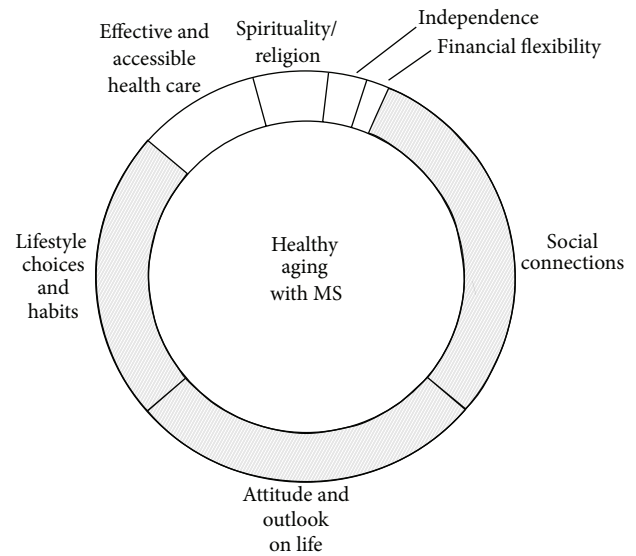 Effective and
accessible
health care
Spirituality/
religion
Independence
Financial flexibility
Lifestyle
choices
and
habits
Healthy
aging
with MS
Social
connections
Attitude and
outlook
on life